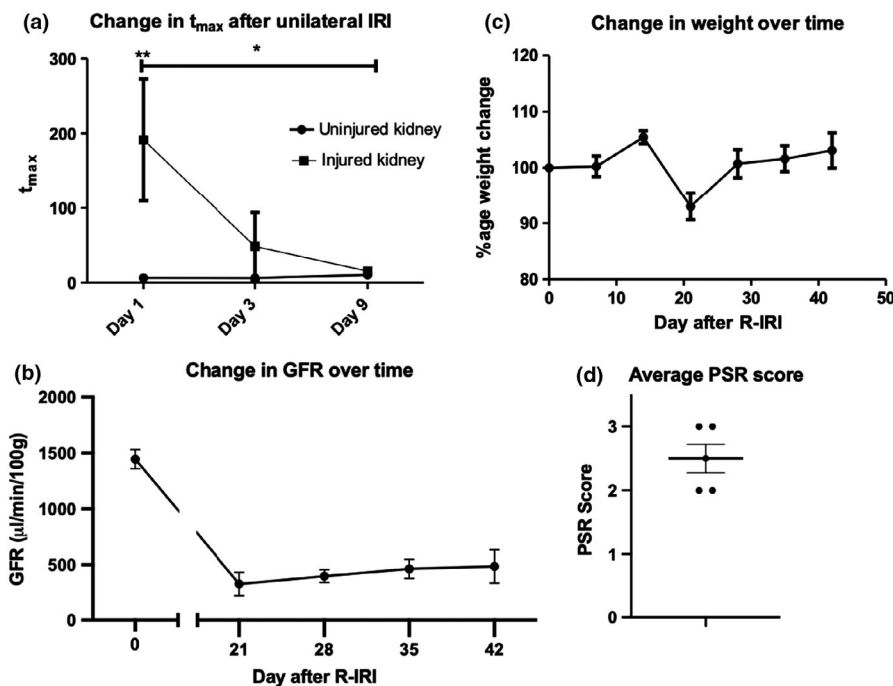 (a)
Change in tmax after unilateral IRI
**
*
300
200
100
0
tmax
Uninjured kidney
Injured kidney
Day 1
Day 3
Day 9
(c)
Change in weight over time
120
110
100
90
80
%age weight change
0 10 20 30 40 50
Day after R-IRI
(b)
Change in GFR over time
2000
1500
1000
500
0
GFR (µl/min/100g)
0 21 28 35 42
Day after R-IRI
(d)
Average PSR score
3
2
1
0
PSR Score